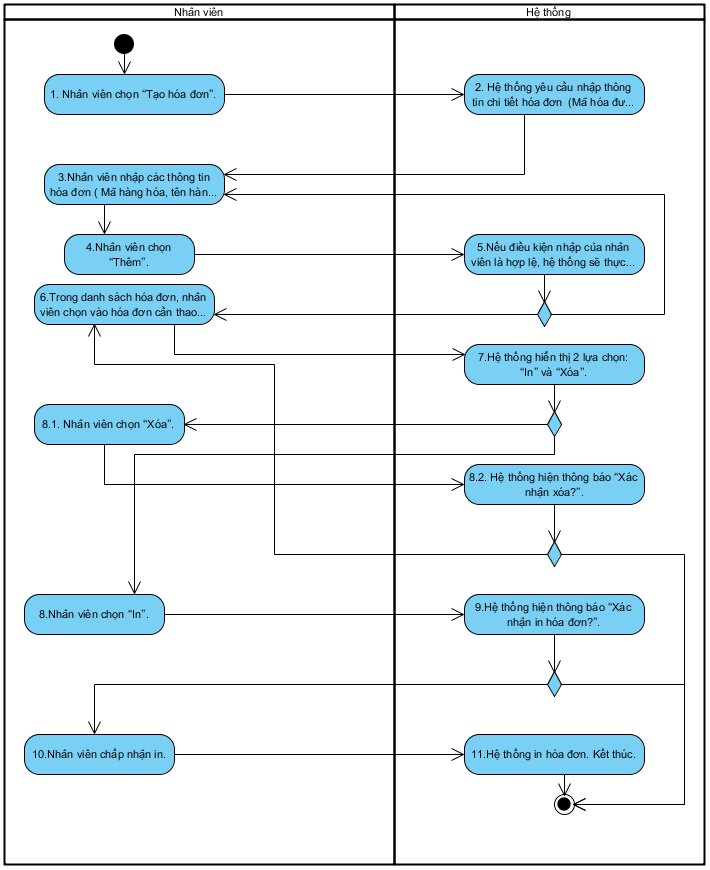 Nhân viên
Hệ thống
1. Nhân viên chọn “Tạo hóa đơn”.
2. Hệ thống yêu cầu nhập thông
tin chi tiết hóa đơn (Mã hóa đư...
3.Nhân viên nhập các thông tin
hóa đơn ( Mã hàng hóa, tên hàn...
4.Nhân viên chọn
“Thêm”.
5.Nếu điều kiện nhập của nhân
viên là hợp lệ, hệ thống sẽ thực...
6.Trong danh sách hóa đơn, nhân
viên chọn vào hóa đơn cần thao...
7.Hệ thống hiển thị 2 lựa chọn:
“In” và “Xóa”.
8.1. Nhân viên chọn “Xóa”.
8.2. Hệ thống hiện thông báo “Xác
nhận xóa?”.
8.Nhân viên chọn “In”.
9.Hệ thống hiện thông báo “Xác
nhận in hóa đơn?”.
10.Nhân viên chấp nhận in.
11.Hệ thống in hóa đơn. Kết thúc.